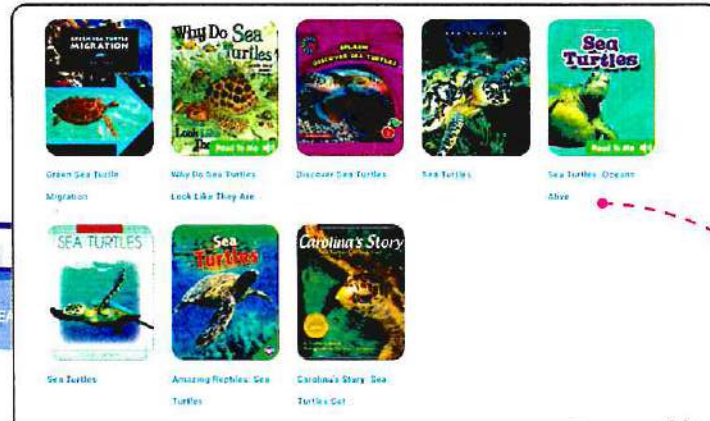 GREEN SEA TURTLE
MIGRATION
Why Do Sea
Turtles
Look Like
The
Read to Me
SPLASH
DISCOVER SEA TURTLES
SEA TURTLES
Sea
Turtles
Read to Me
Green Sea Turtle
Migration
Why Do Sea Turtles
Look Like They Are
Discover Sea Turtles
Sea Turtles
Sea Turtles: Oceans
Alive
SEA TURTLES
Sea
Turtles
Carolina's Story
Sea Turtles
Amazing Reptiles: Sea
Turtles
Carolina's Story: Sea
Turtles Get